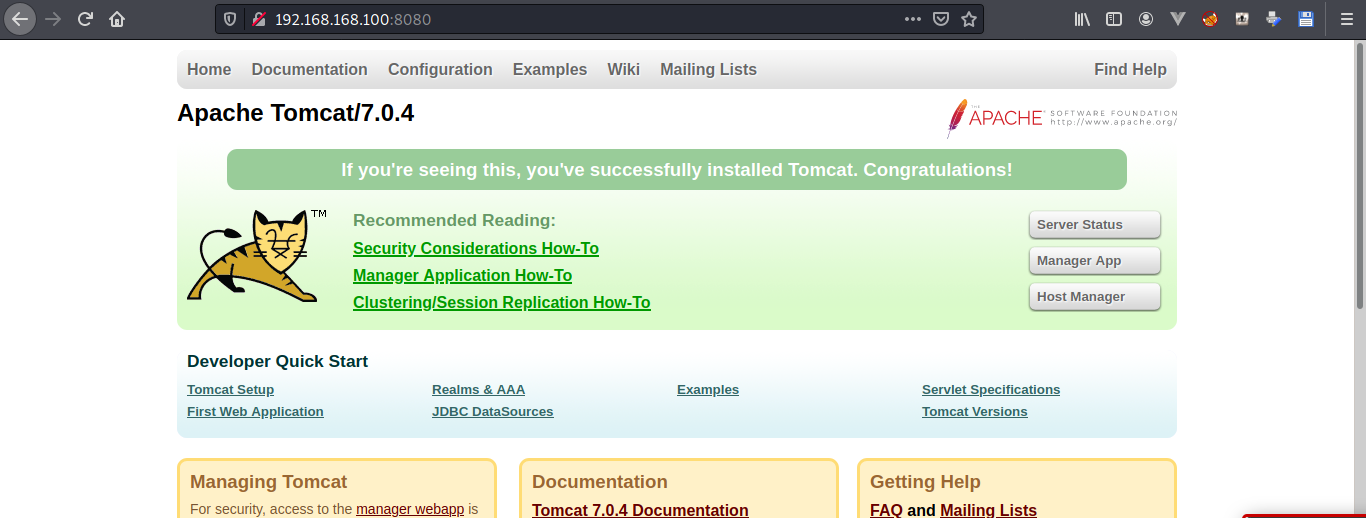 192.168.168.100:8080
Home Documentation Configuration Examples Wiki Mailing Lists Find Help
Apache Tomcat/7.0.4
THE APACHE® SOFTWARE FOUNDATION
http://www.apache.org/
If you're seeing this, you've successfully installed Tomcat. Congratulations!
TM
Recommended Reading:
Security Considerations How-To
Manager Application How-To
Clustering/Session Replication How-To
Server Status
Manager App
Host Manager
Developer Quick Start
Tomcat Setup Realms & AAA Examples Servlet Specifications
First Web Application JDBC DataSources Tomcat Versions
Managing Tomcat
For security, access to the manager webapp is
Documentation
Tomcat 7.0.4 Documentation
Getting Help
FAQ and Mailing Lists